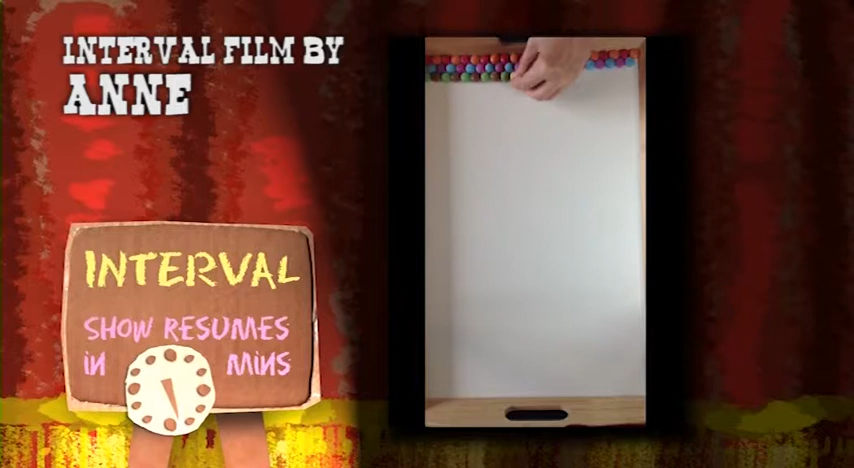 INTERVAL FILM BY
ANNE
INTERVAL
SHOW RESUMES
IN MINS